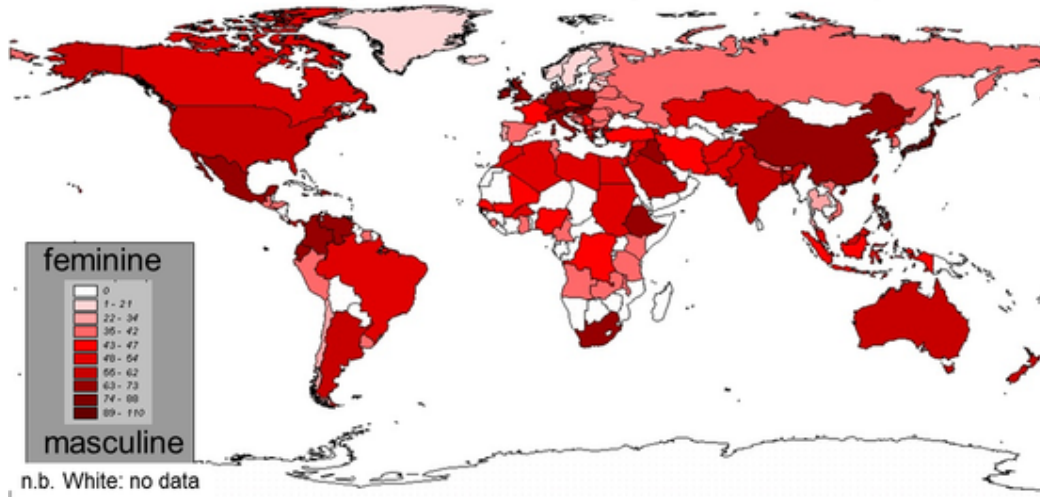 feminine
0
1 - 21
22 - 34
35 - 42
43 - 47
48 - 54
55 - 62
63 - 73
74 - 88
89 - 110
masculine
n.b. White: no data